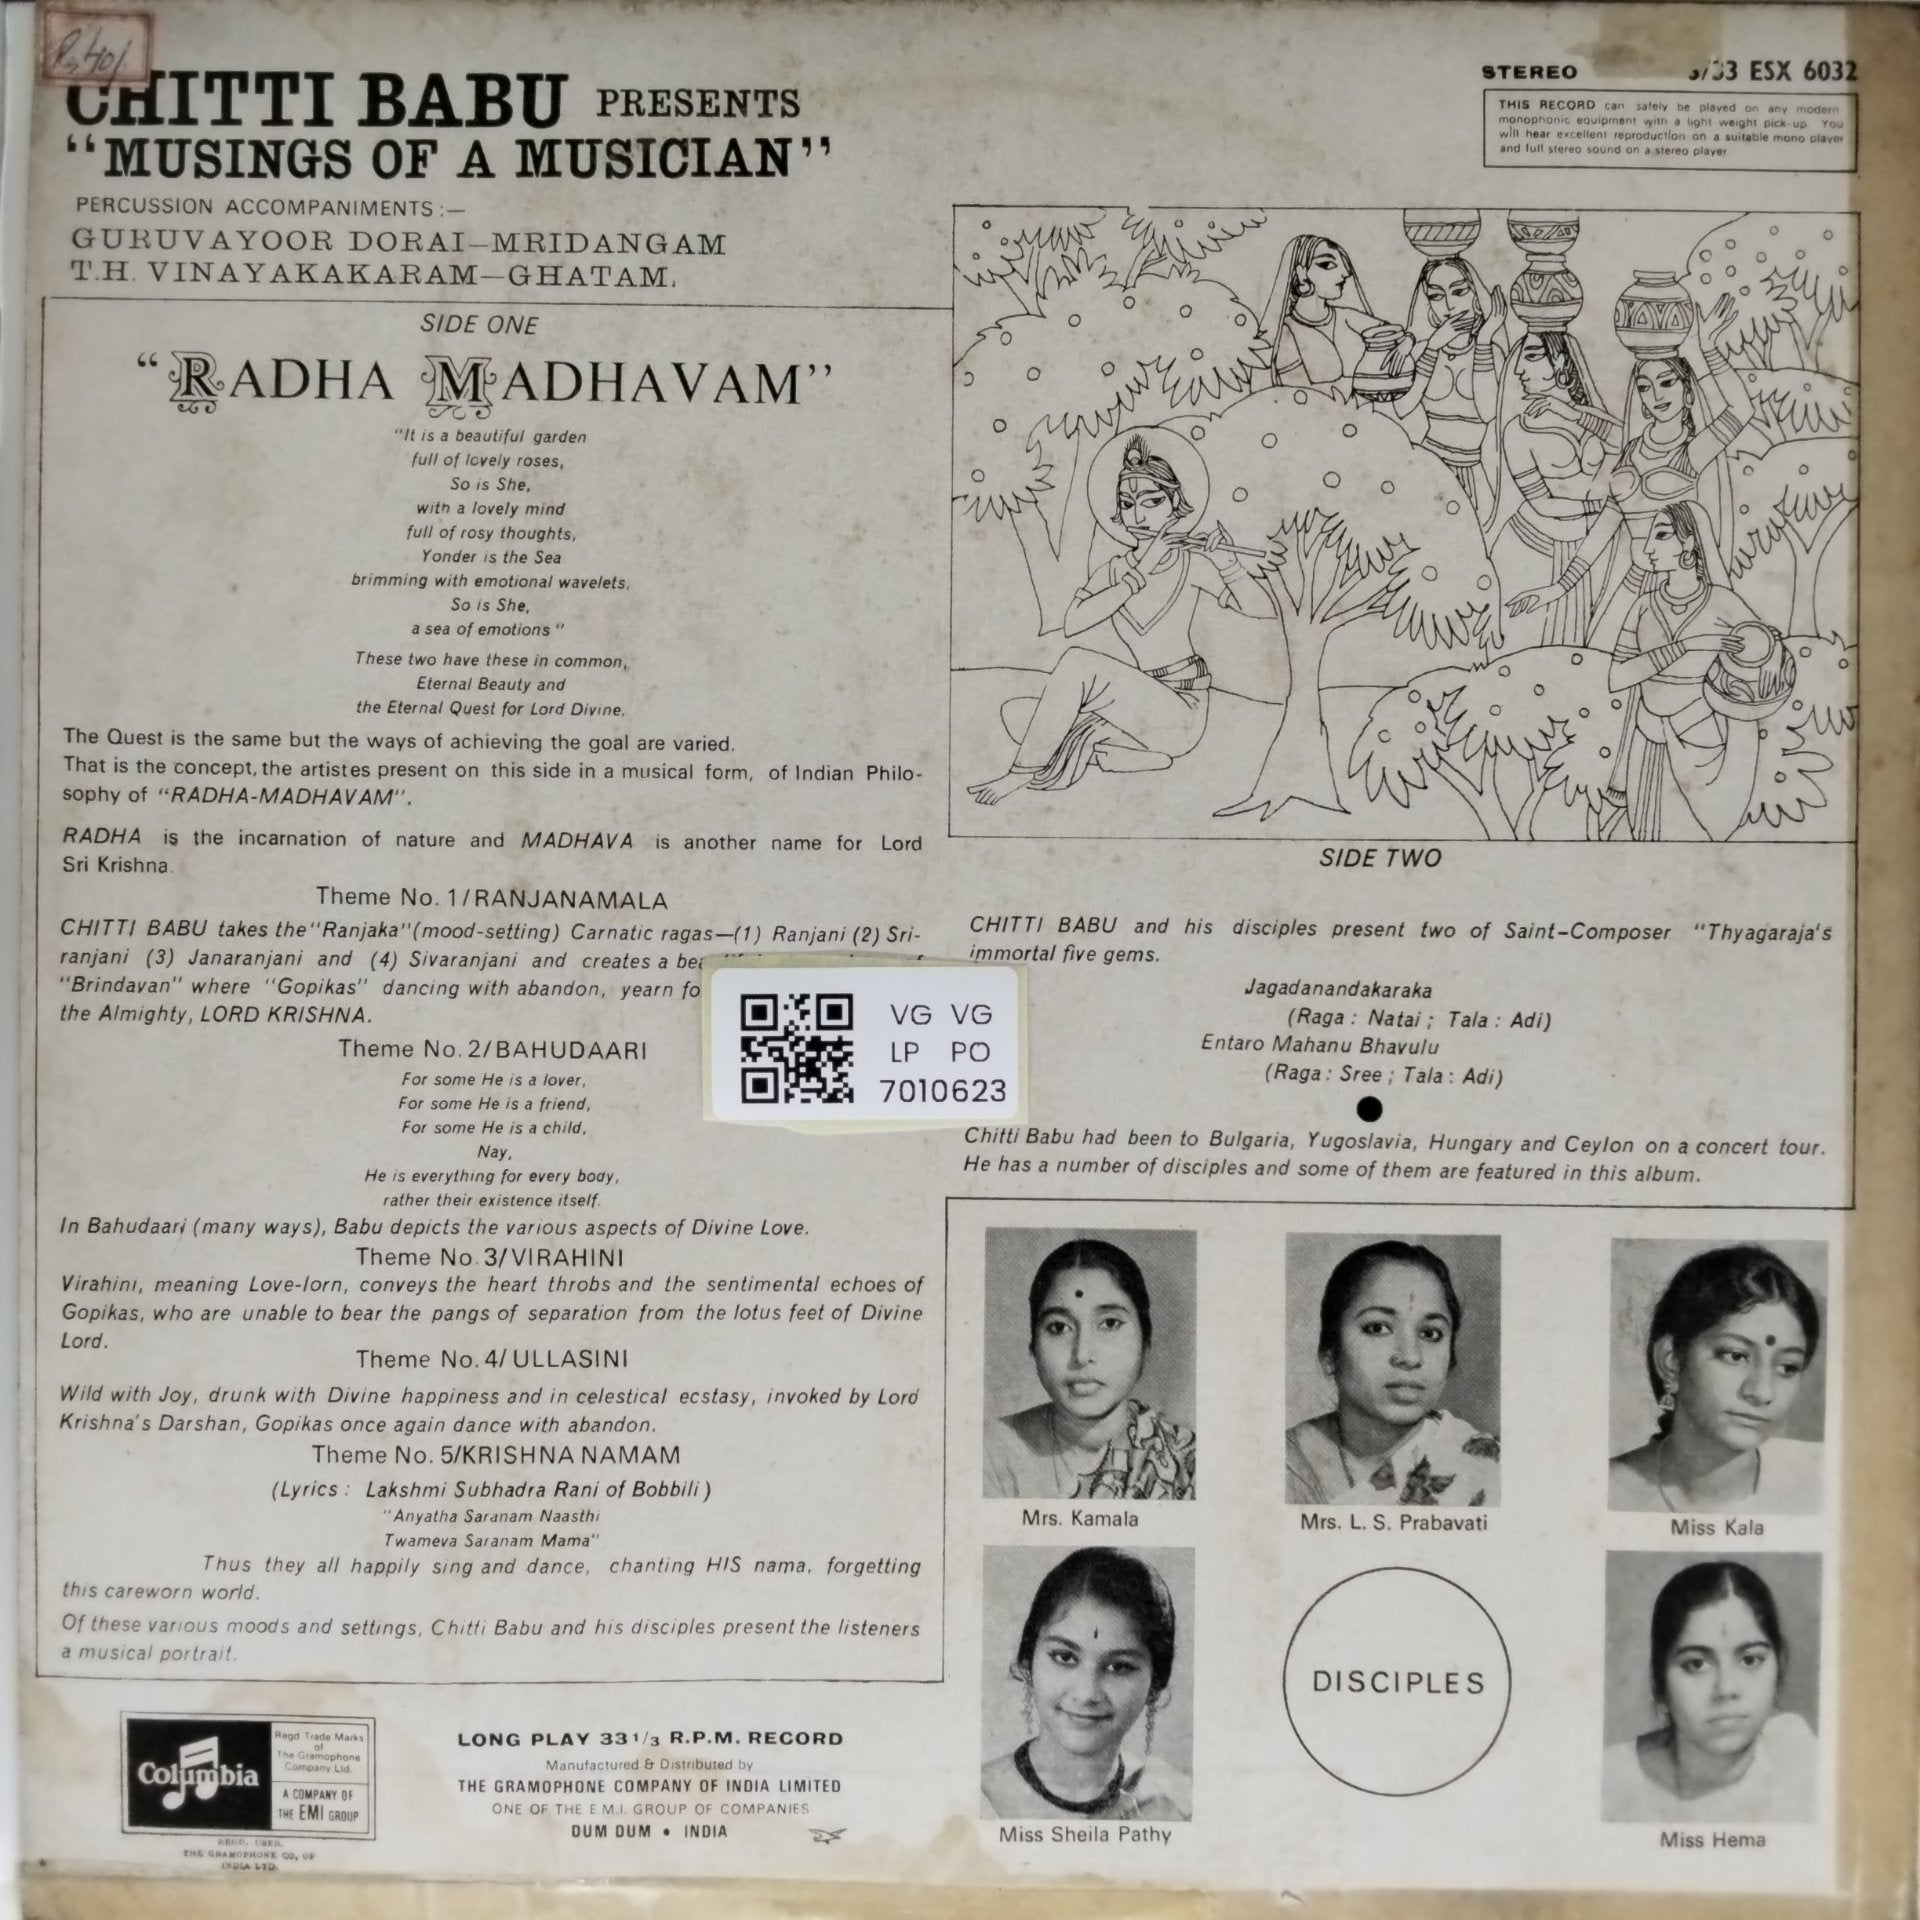 Rs 40/-
CHITTI BABU PRESENTS
"MUSINGS OF A MUSICIAN"
PERCUSSION ACCOMPANIMENTS :—
GURUVAYOOR DORAI—MRIDANGAM
T.H. VINAYAKAKARAM—GHATAM.
STEREO
/33 ESX 6032
THIS RECORD can safely be played on any modern
monophonic equipment with a light weight pick-up. You
will hear excellent reproduction on a suitable mono player
and full stereo sound on a stereo player
SIDE ONE
"RADHA MADHAVAM"
"It is a beautiful garden
full of lovely roses,
So is She,
with a lovely mind
full of rosy thoughts,
Yonder is the Sea
brimming with emotional wavelets,
So is She,
a sea of emotions"
These two have these in common,
Eternal Beauty and
the Eternal Quest for Lord Divine.
The Quest is the same but the ways of achieving the goal are varied.
That is the concept, the artistes present on this side in a musical form, of Indian Philo-
sophy of "RADHA-MADHAVAM".
RADHA is the incarnation of nature and MADHAVA is another name for Lord
Sri Krishna.
Theme No. 1/RANJANAMALA
CHITTI BABU takes the "Ranjaka" (mood-setting) Carnatic ragas—(1) Ranjani (2) Sri-
ranjani (3) Janaranjani and (4) Sivaranjani and creates a
"Brindavan" where "Gopikas" dancing with abandon, yearn
the Almighty, LORD KRISHNA.
Theme No. 2/BAHUDAARI
For some He is a lover,
For some He is a friend,
For some He is a child,
Nay,
He is everything for every body,
rather their existence itself.
In Bahudaari (many ways), Babu depicts the various aspects of Divine Love.
Theme No. 3/VIRAHINI
Virahini, meaning Love-lorn, conveys the heart throbs and the sentimental echoes of
Gopikas, who are unable to bear the pangs of separation from the lotus feet of Divine
Lord.
Theme No. 4/ULLASINI
Wild with Joy, drunk with Divine happiness and in celestical ecstasy, invoked by Lord
Krishna's Darshan, Gopikas once again dance with abandon.
Theme No. 5/KRISHNA NAMAM
(Lyrics : Lakshmi Subhadra Rani of Bobbili)
"Anyatha Saranam Naasthi
Twameva Saranam Mama"
Thus they all happily sing and dance, chanting HIS nama, forgetting
this careworn world.
Of these various moods and settings, Chitti Babu and his disciples present the listeners
a musical portrait.
VG VG
LP PO
7010623
SIDE TWO
CHITTI BABU and his disciples present two of Saint-Composer "Thyagaraja's
immortal five gems.
Jagadanandakaraka
(Raga : Natai ; Tala : Adi)
Entaro Mahanu Bhavulu
(Raga : Sree ; Tala : Adi)
Chitti Babu had been to Bulgaria, Yugoslavia, Hungary and Ceylon on a concert tour.
He has a number of disciples and some of them are featured in this album.
Mrs. Kamala
Mrs. L. S. Prabavati
Miss Kala
Miss Sheila Pathy
DISCIPLES
Miss Hema
Columbia
Regd Trade Marks
of
The Gramophone
Company Ltd.
A COMPANY OF
THE EMI GROUP
REGD. USER.
THE GRAMOPHONE CO, OF
INDIA LTD.
LONG PLAY 33 1/3 R.P.M. RECORD
Manufactured & Distributed by
THE GRAMOPHONE COMPANY OF INDIA LIMITED
ONE OF THE E.M.I. GROUP OF COMPANIES
DUM DUM • INDIA